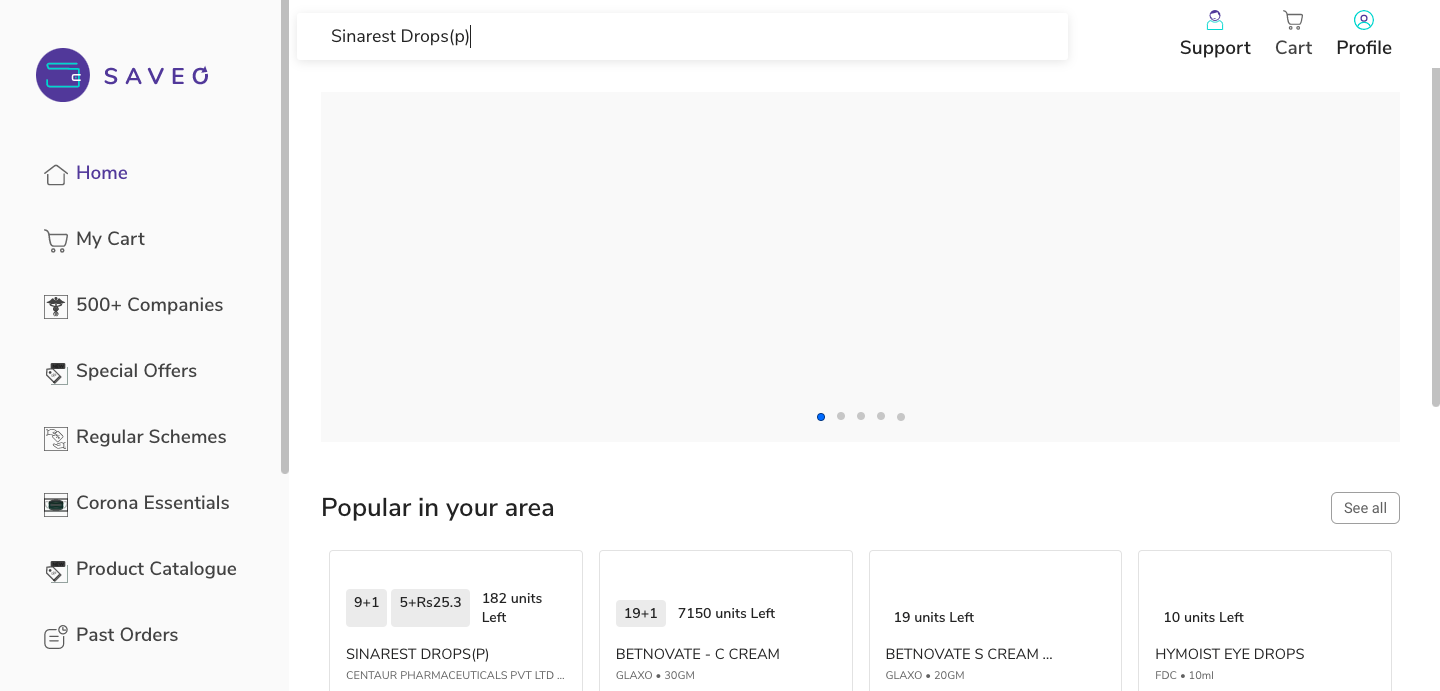 SAVEO
Home
My Cart
500+ Companies
Special Offers
Regular Schemes
Corona Essentials
Product Catalogue
Past Orders
Sinarest Drops(p)
Support
Cart
Profile
Popular in your area
See all
9+1
5+Rs25.3
182 units
Left
SINAREST DROPS(P)
CENTAUR PHARMACEUTICALS PVT LTD ...
19+1
7150 units Left
BETNOVATE - C CREAM
GLAXO • 30GM
19 units Left
BETNOVATE S CREAM ...
GLAXO • 20GM
10 units Left
HYMOIST EYE DROPS
FDC • 10ml